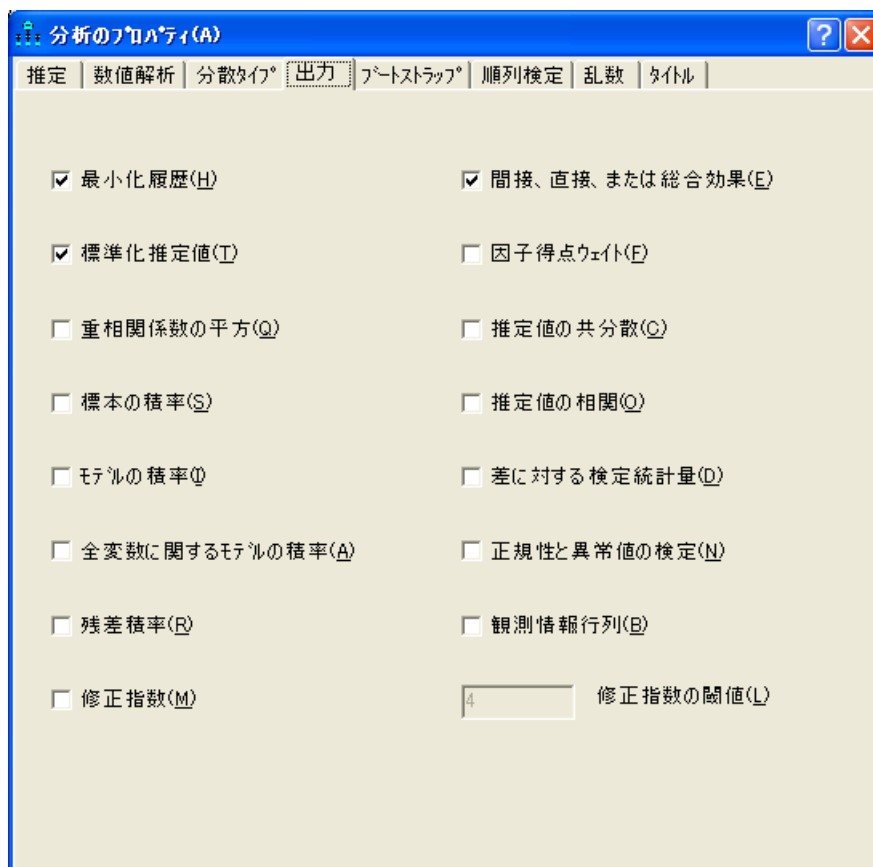 分析のﾌﾟﾛﾊﾟﾃｨ(A)
推定 数値解析 分散ﾀｲﾌﾟ 出力 ﾌﾞｰﾄｽﾄﾗｯﾌﾟ 順列検定 乱数 ﾀｲﾄﾙ
最小化履歴(H)
間接、直接、または総合効果(E)
標準化推定値(T)
因子得点ｳｪｲﾄ(F)
重相関係数の平方(Q)
推定値の共分散(C)
標本の積率(S)
推定値の相関(O)
ﾓﾃﾞﾙの積率(I)
差に対する検定統計量(D)
全変数に関するﾓﾃﾞﾙの積率(A)
正規性と異常値の検定(N)
残差積率(R)
観測情報行列(B)
修正指数(M)
4 修正指数の閾値(L)